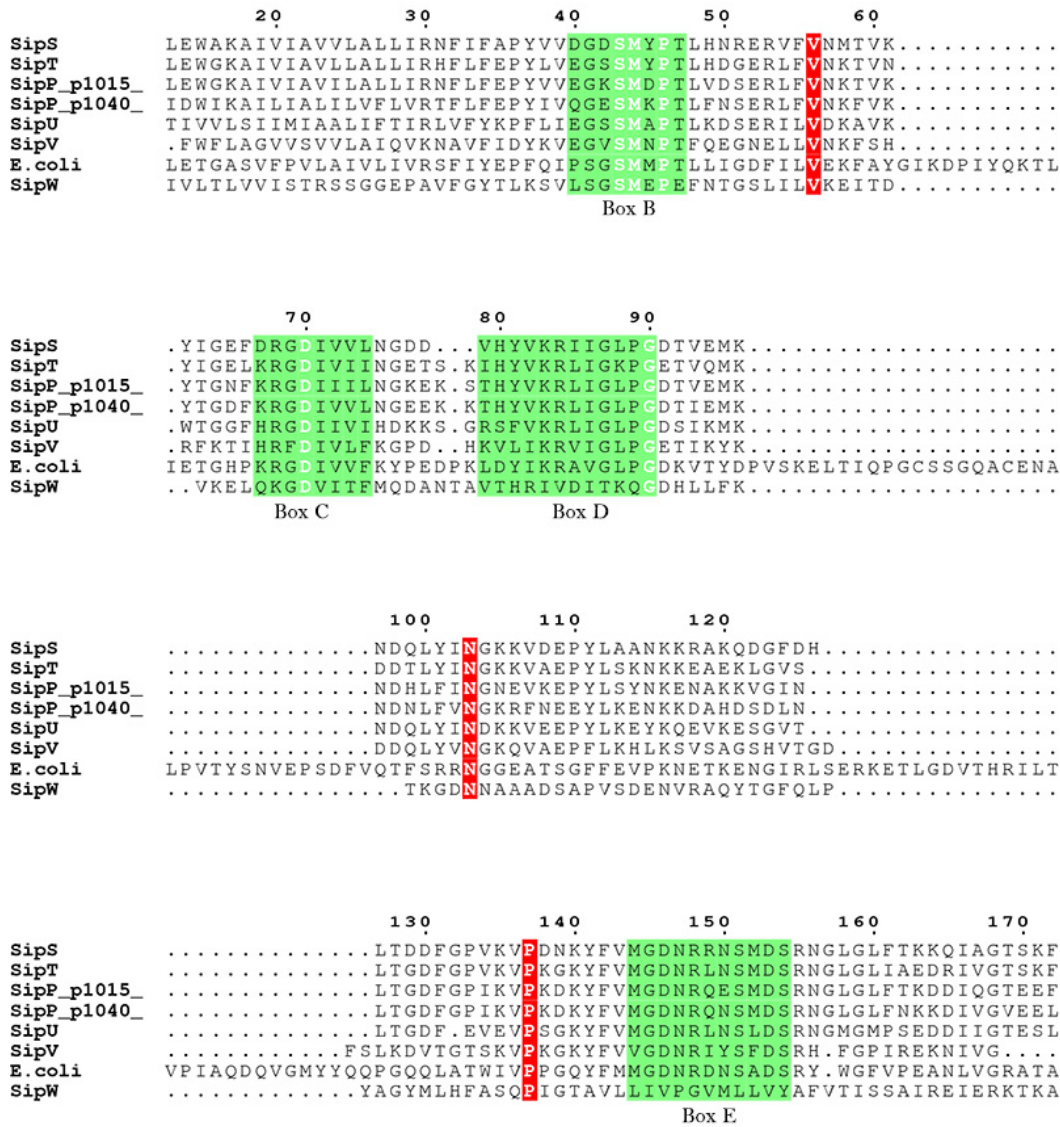 20 30 40 50 60
SipS LEWAKAIVIAVVLALLIRNFIFAPYVVDGDSMYPTLHNRERVFVNMTVK...........
SipT LEWGKAIVIAVLLALLIRHFLFEPYLVEGSSMYPTLHDGERLFVNKTVN...........
SipP_p1015_ LEWGKAIIIAVLLALLIRHFLFEPYLVEGKSMDPTLVDSERLFVNKTVK...........
SipP_p1040_ IDWIKAILIALILVFLVRTFLFEPYIVQGESMKPTLFNSERLFVNKFVK...........
SipU TIVVLSIIMIAALIFTIRLVFYKPFLIEGSSMAPTLKDSERILVDKAVK...........
SipV .FWFLAGVVSVVLAIQVKNAVFIDYKVEGVSMNPTFQEGNELLVNKFSH...........
E.coli LETGASVFPVLAIVLIVRSFIYEPFQIPSGSMMPTLLIGDFILVEKFAYGIKDPIYQKTL
SipW IVLTLVVISTRSSGGEPAVFGYTLKSVLSGSMEPEFNTGSLILVKEITD...........
Box B
70 80 90
SipS .YIGEFDRGDIVVLNGDD...VHYVKRIIGLPGDTVEMK.....................
SipT .YIGELKRGDIVIINGETS.KIHYVKRLIGKPGETVQMK.....................
SipP_p1015_ .YTGNFKRGDIIILNGKEK.STHYVKRLIGLPGDTVEMK.....................
SipP_p1040_ .YTGDFKRGDIVVLNGEEK.KTHYVKRLIGLPGDTIEMK.....................
SipU .WTGGFHRGDIIVIHDKKS.GRSFVKRLIGLPGDSIKMK.....................
SipV .RFKTIHRFDIVLFKGPD..HKVLIKRVIGLPGETIKYK.....................
E.coli IETGHPKRGDIVVFKYPEDPKLDYIKRAVGLPGDKVTYDPVSKELTIQPGCSSGQACENA
SipW ..VKELQKGDVITFMQDANTAVTHRIVDITKQGDHLLFK.....................
Box C Box D
100 110 120
SipS ..............NDQLYINGKKVDEPYLAANKKRAKQDGFDH................
SipT ..............DDTLYINGKKVAEPYLSKNKKEAEKLGVS.................
SipP_p1015_ ..............NDHLFINGNEVKEPYLSYNKENAKKVGIN.................
SipP_p1040_ ..............NDNLFVNGKRFNEEYLKENKKDAHDSDLN.................
SipU ..............NDQLYINDKKVEEPYLKEYKQEVKESGVT.................
SipV ..............DDQLYVNGKQVAEPFLKHLKSVSAGSHVTGD...............
E.coli LPVTYSNVEPSDFVQTFSRRNGGEATSGFFEVPKNETKENGIRLSERKETLGDVTHRILT
SipW ................TKGDNNAAADSAPVSDENVRAQYTGFQLP...............
130 140 150 160 170
SipS ..............LTDDFGPVKVPDNKYFVMGDNRRNSMDSRNGLGLFTKKQIAGTSKF
SipT ..............LTGDFGPVKVPKGKYFVMGDNRLNSMDSRNGLGLIAEDRIVGTSKF
SipP_p1015_ ..............LTGDFGPIKVPKDKYFVMGDNRQESMDSRNGLGLFTKDDIQGTEEF
SipP_p1040_ ..............LTGDFGPIKVPKDKYFVMGDNRQNSMDSRNGLGLFNKKDIVGVEEL
SipU ..............LTGDF.EVEVPSGKYFVMGDNRLNSLDSRNGMGMPSEDDIIGTESL
SipV ............FSLKDVTGTSKVPKGKYFVVGDNRIYSFDSRH.FGPIREKNIVG....
E.coli VPIAQDQVGMYYQQPGQQLATWIVPPGQYFMMGDNRDNSADSRY.WGFVPEANLVGRATA
SipW ..............YAGYMLHFASQPIGTAVLLIVPGVMLLVYAFVTISSAIREIERKTKA
Box E